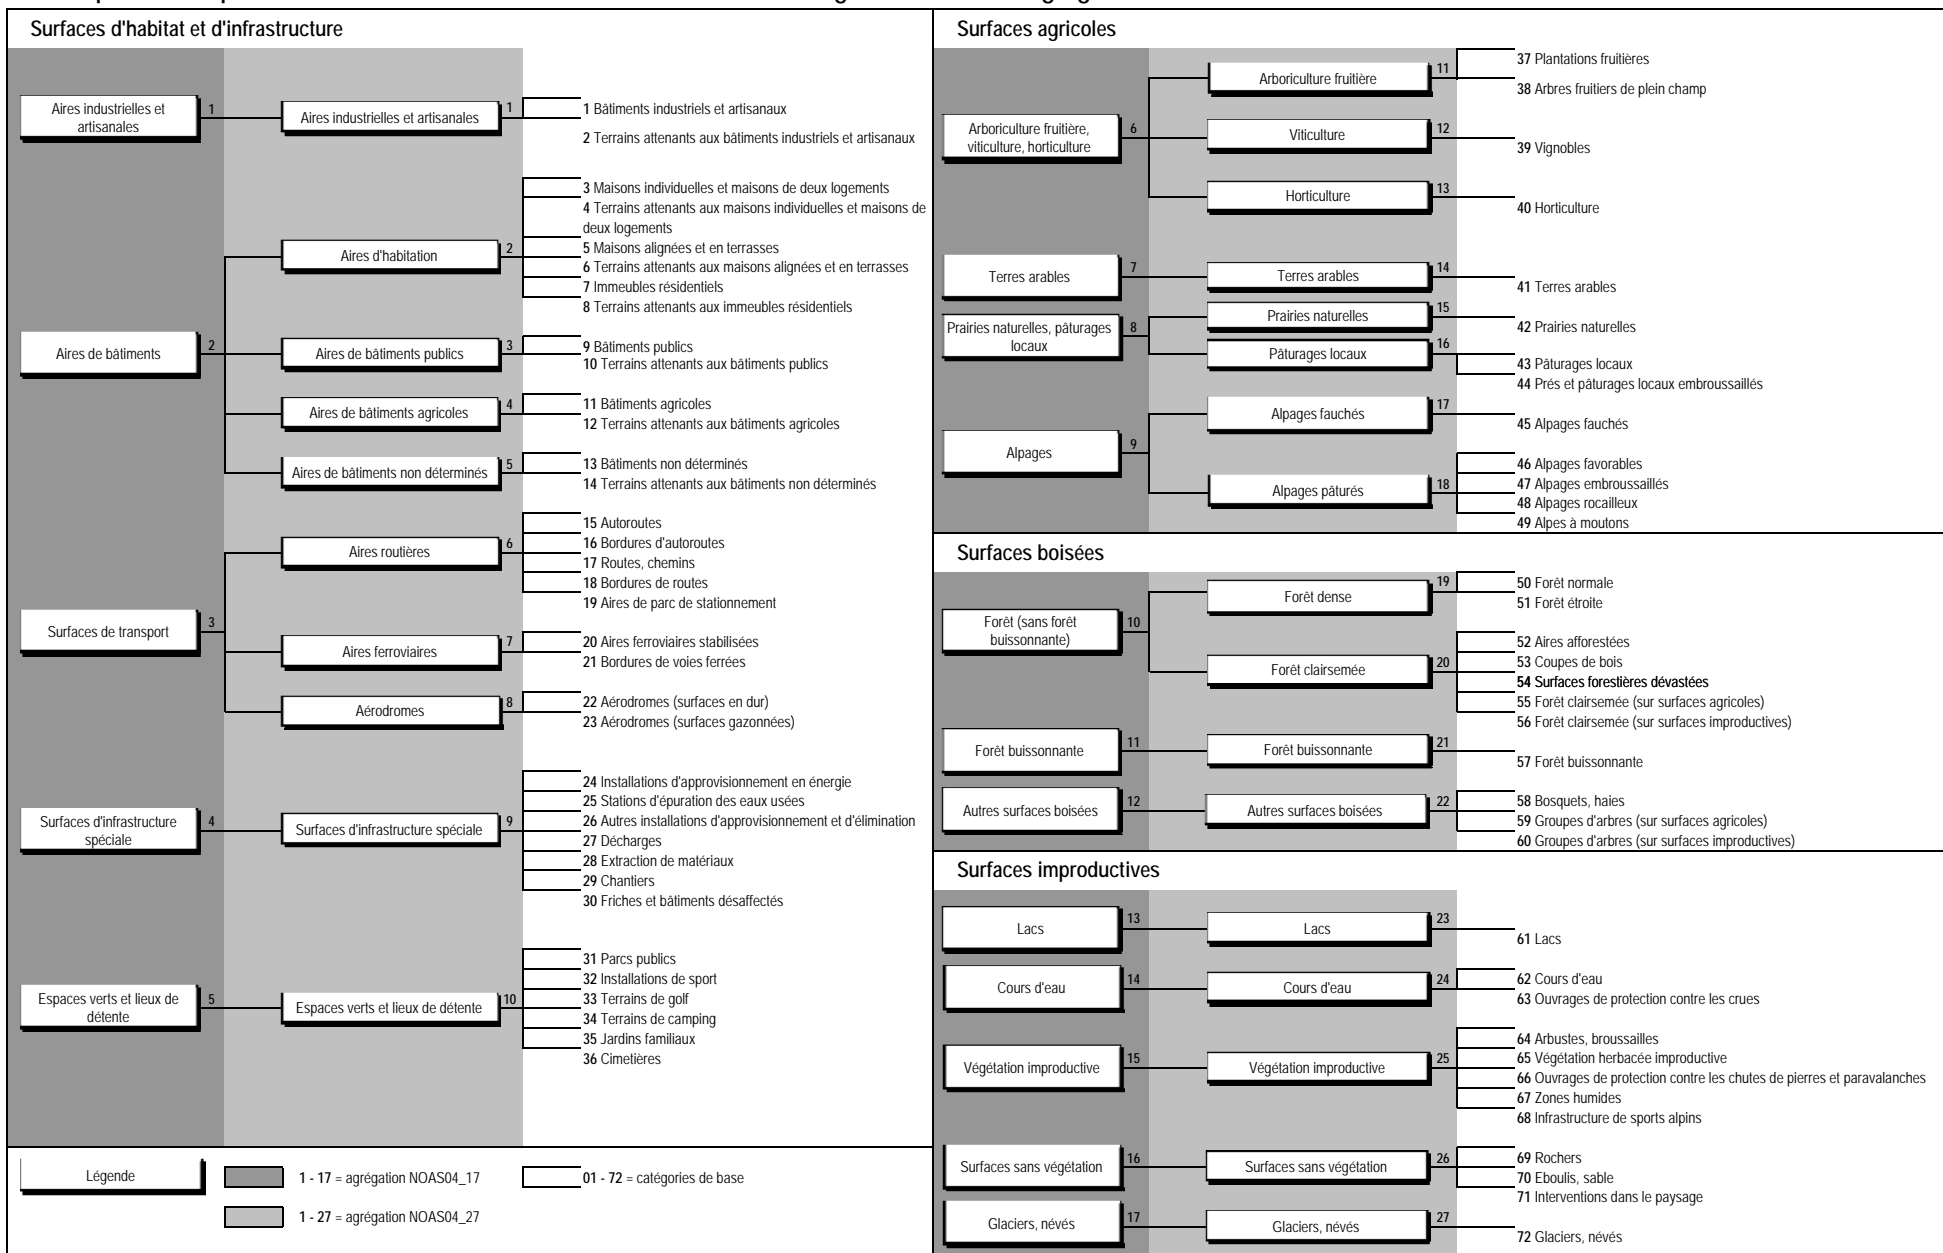 Surfaces d'habitat et d'infrastructure
Aires industrielles et
artisanales
1
Aires industrielles et artisanales
1
1 Bâtiments industriels et artisanaux
2 Terrains attenants aux bâtiments industriels et artisanaux
Aires de bâtiments
2
Aires d'habitation
2
3 Maisons individuelles et maisons de deux logements
4 Terrains attenants aux maisons individuelles et maisons de
deux logements
5 Maisons alignées et en terrasses
6 Terrains attenants aux maisons alignées et en terrasses
7 Immeubles résidentiels
8 Terrains attenants aux immeubles résidentiels
Aires de bâtiments publics
3
9 Bâtiments publics
10 Terrains attenants aux bâtiments publics
Aires de bâtiments agricoles
4
11 Bâtiments agricoles
12 Terrains attenants aux bâtiments agricoles
Aires de bâtiments non déterminés
5
13 Bâtiments non déterminés
14 Terrains attenants aux bâtiments non déterminés
Surfaces de transport
3
Aires routières
6
15 Autoroutes
16 Bordures d'autoroutes
17 Routes, chemins
18 Bordures de routes
19 Aires de parc de stationnement
Aires ferroviaires
7
20 Aires ferroviaires stabilisées
21 Bordures de voies ferrées
Aérodromes
8
22 Aérodromes (surfaces en dur)
23 Aérodromes (surfaces gazonnées)
Surfaces d'infrastructure
spéciale
4
Surfaces d'infrastructure spéciale
9
24 Installations d'approvisionnement en énergie
25 Stations d'épuration des eaux usées
26 Autres installations d'approvisionnement et d'élimination
27 Décharges
28 Extraction de matériaux
29 Chantiers
30 Friches et bâtiments désaffectés
Espaces verts et lieux de
détente
5
Espaces verts et lieux de détente
10
31 Parcs publics
32 Installations de sport
33 Terrains de golf
34 Terrains de camping
35 Jardins familiaux
36 Cimetières
Légende
1 - 17 = agrégation NOAS04_17
1 - 27 = agrégation NOAS04_27
01 - 72 = catégories de base
Surfaces agricoles
Arboriculture fruitière,
viticulture, horticulture
6
Arboriculture fruitière
11
37 Plantations fruitières
38 Arbres fruitiers de plein champ
Viticulture
12
39 Vignobles
Horticulture
13
40 Horticulture
Terres arables
7
Terres arables
14
41 Terres arables
Prairies naturelles, pâturages
locaux
8
Prairies naturelles
15
42 Prairies naturelles
Pâturages locaux
16
43 Pâturages locaux
44 Prés et pâturages locaux embroussaillés
Alpages
9
Alpages fauchés
17
45 Alpages fauchés
Alpages pâturés
18
46 Alpages favorables
47 Alpages embroussaillés
48 Alpages rocailleux
49 Alpes à moutons
Surfaces boisées
Forêt (sans forêt
buissonnante)
10
Forêt dense
19
50 Forêt normale
51 Forêt étroite
Forêt clairsemée
20
52 Aires afforestées
53 Coupes de bois
54 Surfaces forestières dévastées
55 Forêt clairsemée (sur surfaces agricoles)
56 Forêt clairsemée (sur surfaces improductives)
Forêt buissonnante
11
Forêt buissonnante
21
57 Forêt buissonnante
Autres surfaces boisées
12
Autres surfaces boisées
22
58 Bosquets, haies
59 Groupes d'arbres (sur surfaces agricoles)
60 Groupes d'arbres (sur surfaces improductives)
Surfaces improductives
Lacs
13
Lacs
23
61 Lacs
Cours d'eau
14
Cours d'eau
24
62 Cours d'eau
63 Ouvrages de protection contre les crues
Végétation improductive
15
Végétation improductive
25
64 Arbustes, broussailles
65 Végétation herbacée improductive
66 Ouvrages de protection contre les chutes de pierres et paravalanches
67 Zones humides
68 Infrastructure de sports alpins
Surfaces sans végétation
16
Surfaces sans végétation
26
69 Rochers
70 Eboulis, sable
71 Interventions dans le paysage
Glaciers, névés
17
Glaciers, névés
27
72 Glaciers, névés